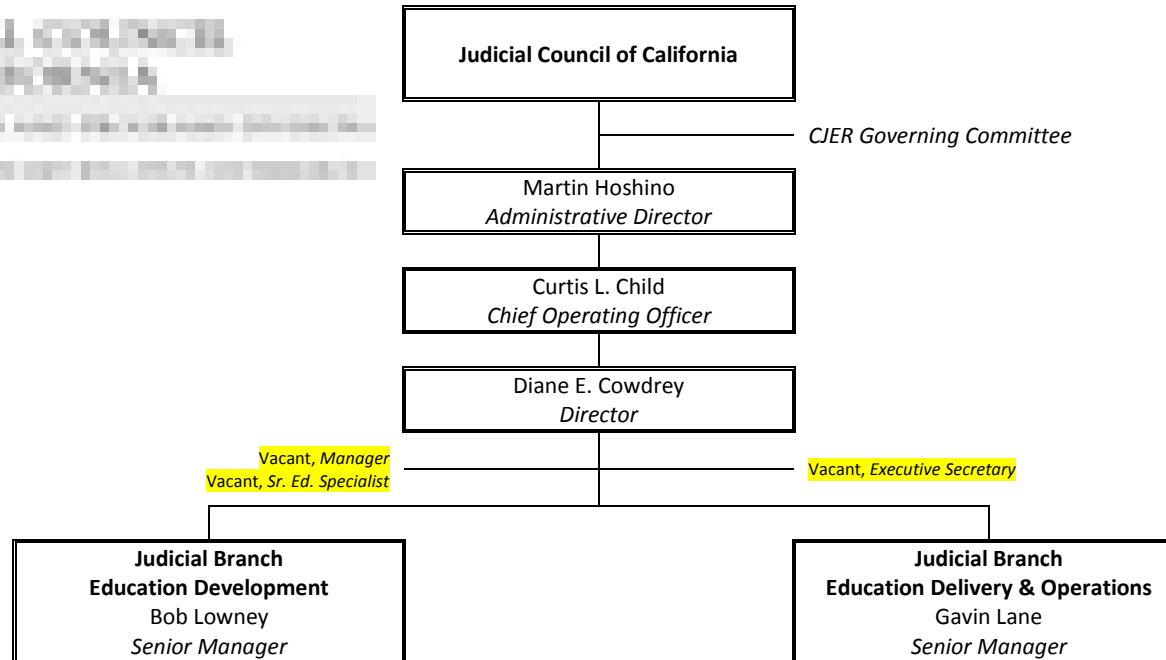 Judicial Council of California
CJER Governing Committee
Martin Hoshino
Administrative Director
Curtis L. Child
Chief Operating Officer
Diane E. Cowdrey
Director
Vacant, Manager
Vacant, Sr. Ed. Specialist
Vacant, Executive Secretary
Judicial Branch
Education Development
Bob Lowney
Senior Manager
Judicial Branch
Education Delivery & Operations
Gavin Lane
Senior Manager